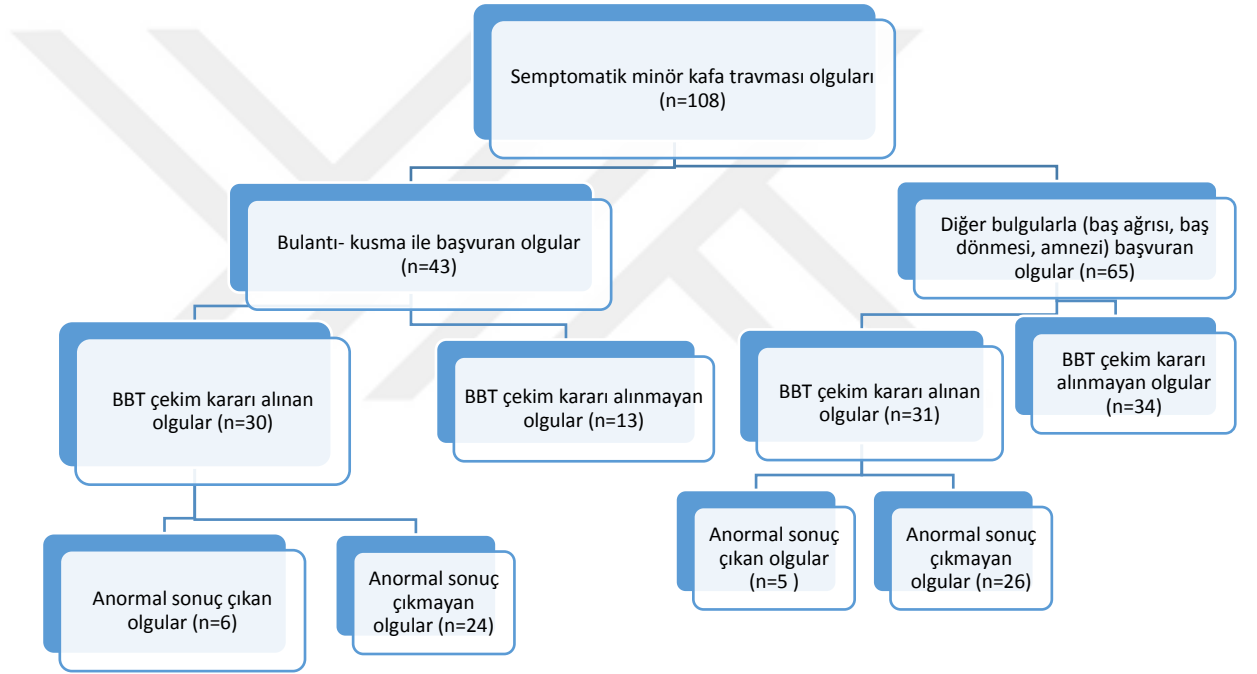 Semptomatik minör kafa travması olguları
(n=108)
Bulantı- kusma ile başvuran olgular
(n=43)
Diğer bulgularla (baş ağrısı, baş
dönmesi, amnezi) başvuran
olgular (n=65)
BBT çekim kararı alınan
olgular (n=30)
BBT çekim kararı alınmayan
olgular (n=13)
BBT çekim kararı alınan
olgular (n=31)
BBT çekim kararı
alınmayan olgular
(n=34)
Anormal sonuç çıkan
olgular (n=6)
Anormal sonuç
çıkmayan
olgular (n=24)
Anormal sonuç
çıkan olgular
(n=5 )
Anormal sonuç
çıkmayan
olgular (n=26)